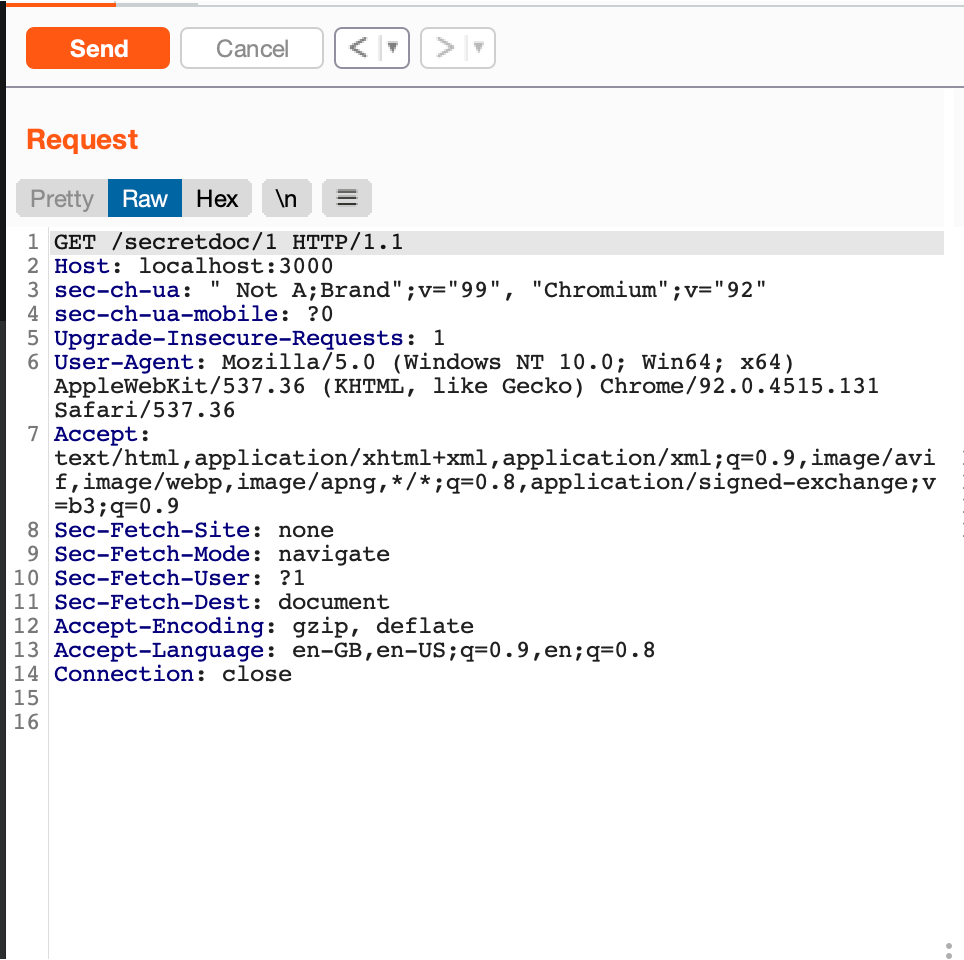 Send Cancel < ▼ > ▼
Request
Pretty Raw Hex \n ≡
1 GET /secretdoc/1 HTTP/1.1
2 Host: localhost:3000
3 sec-ch-ua: " Not A;Brand";v="99", "Chromium";v="92"
4 sec-ch-ua-mobile: ?0
5 Upgrade-Insecure-Requests: 1
6 User-Agent: Mozilla/5.0 (Windows NT 10.0; Win64; x64)
AppleWebKit/537.36 (KHTML, like Gecko) Chrome/92.0.4515.131
Safari/537.36
7 Accept:
text/html,application/xhtml+xml,application/xml;q=0.9,image/avi
f,image/webp,image/apng,*/*;q=0.8,application/signed-exchange;v
=b3;q=0.9
8 Sec-Fetch-Site: none
9 Sec-Fetch-Mode: navigate
10 Sec-Fetch-User: ?1
11 Sec-Fetch-Dest: document
12 Accept-Encoding: gzip, deflate
13 Accept-Language: en-GB,en-US;q=0.9,en;q=0.8
14 Connection: close
15
16